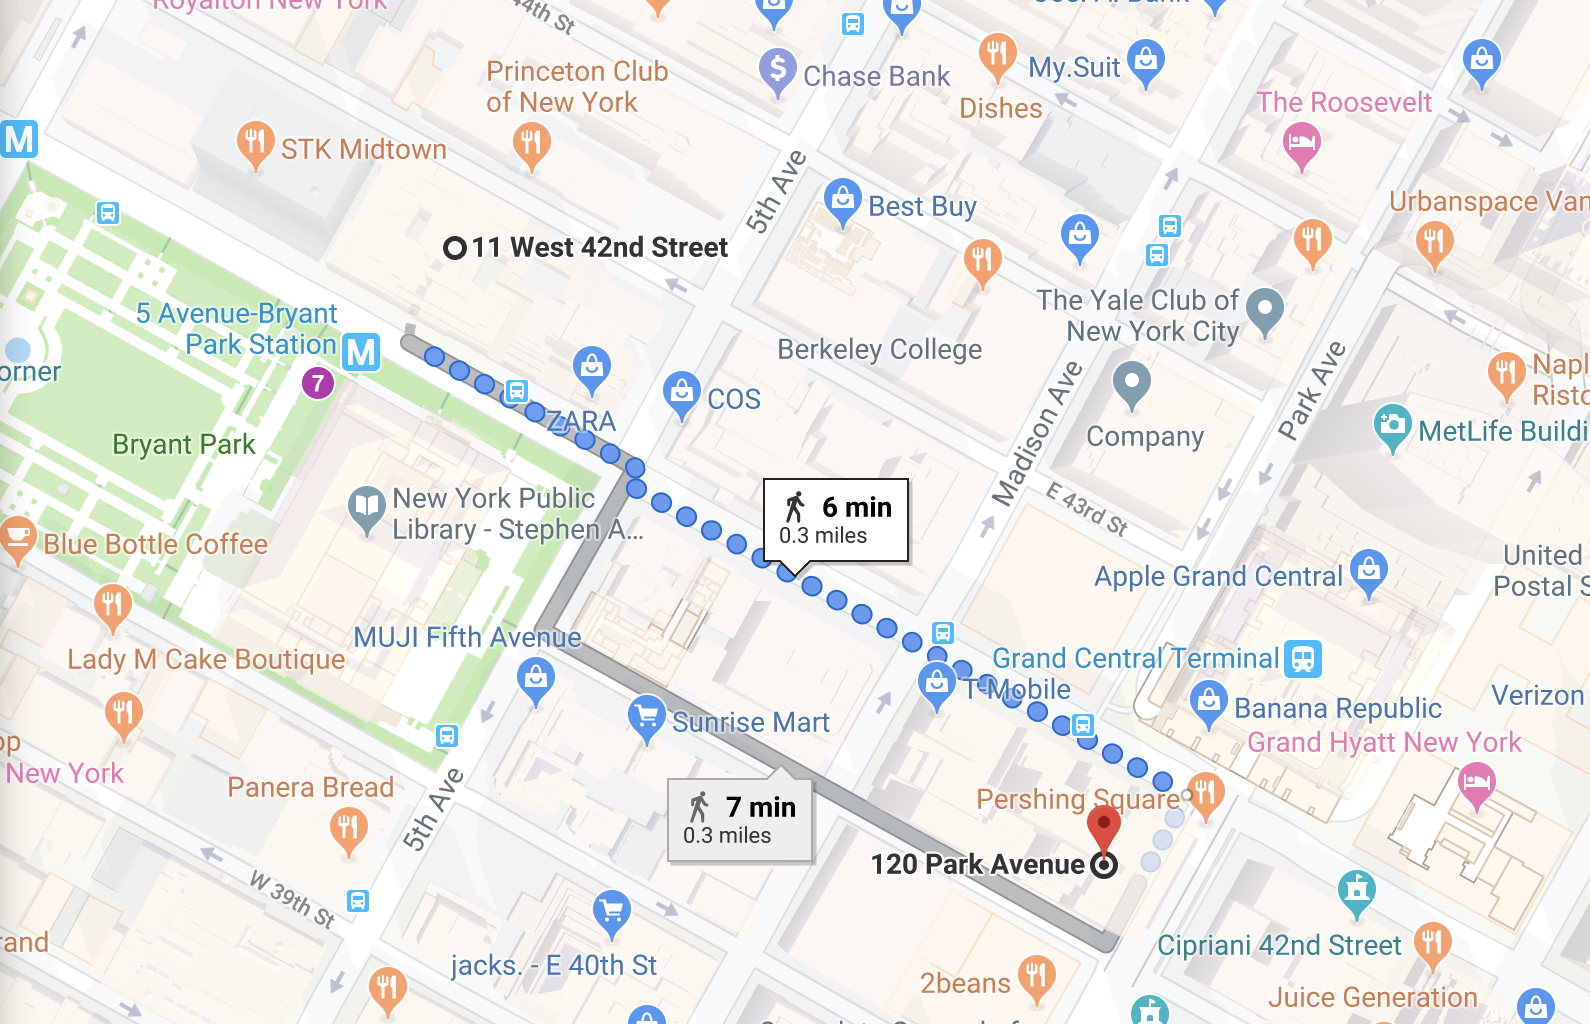 Royalton New York
44th St
Chase Bank
My.Suit
Dishes
Princeton Club
of New York
STK Midtown
The Roosevelt
M
5th Ave
Best Buy
Urbanspace Van
11 West 42nd Street
5 Avenue-Bryant
Park Station
M
7
The Yale Club of
New York City
Berkeley College
Madison Ave
Park Ave
orner
COS
ZARA
Company
Napl
Risto
MetLife Buildi
Bryant Park
New York Public
Library - Stephen A...
6 min
0.3 miles
E 43rd St
Blue Bottle Coffee
Apple Grand Central
United
Postal S
MUJI Fifth Avenue
Lady M Cake Boutique
Grand Central Terminal
T-Mobile
Sunrise Mart
Banana Republic
Verizon
Grand Hyatt New York
op
New York
Panera Bread
5th Ave
7 min
0.3 miles
Pershing Square
120 Park Avenue
W 39th St
rand
jacks. - E 40th St
2beans
Cipriani 42nd Street
Juice Generation